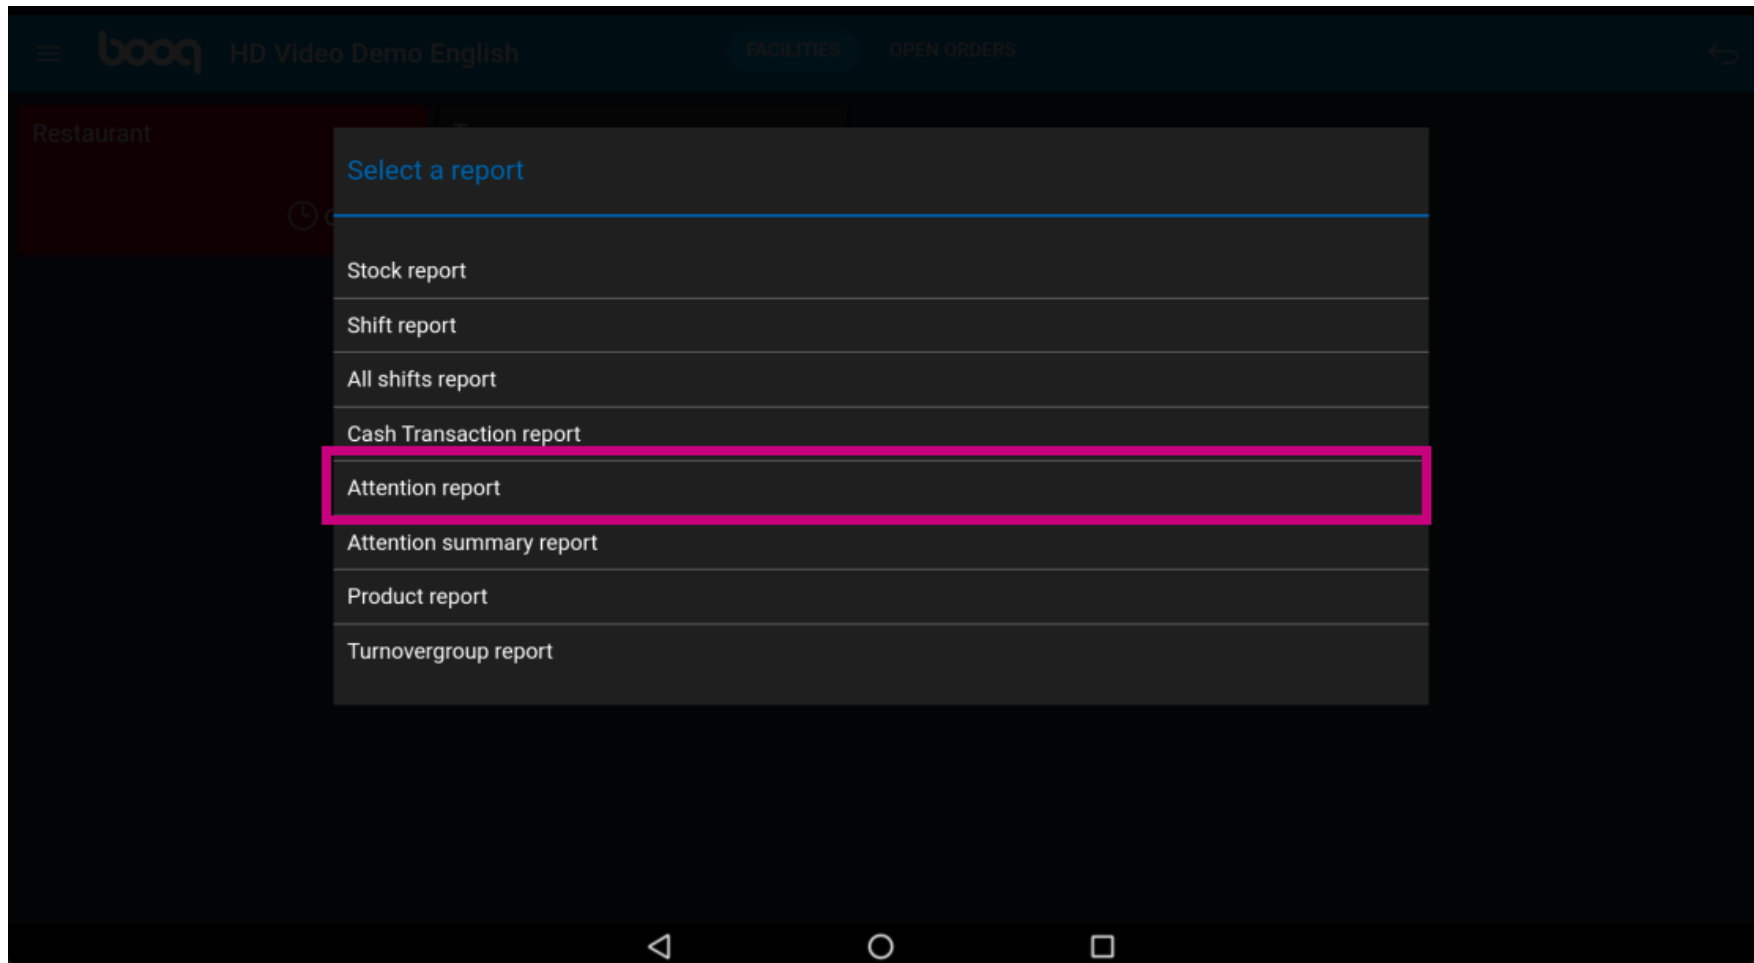 booq HD Video Demo English FACILITIES OPEN ORDERS
Restaurant
Select a report
Stock report
Shift report
All shifts report
Cash Transaction report
Attention report
Attention summary report
Product report
Turnovergroup report